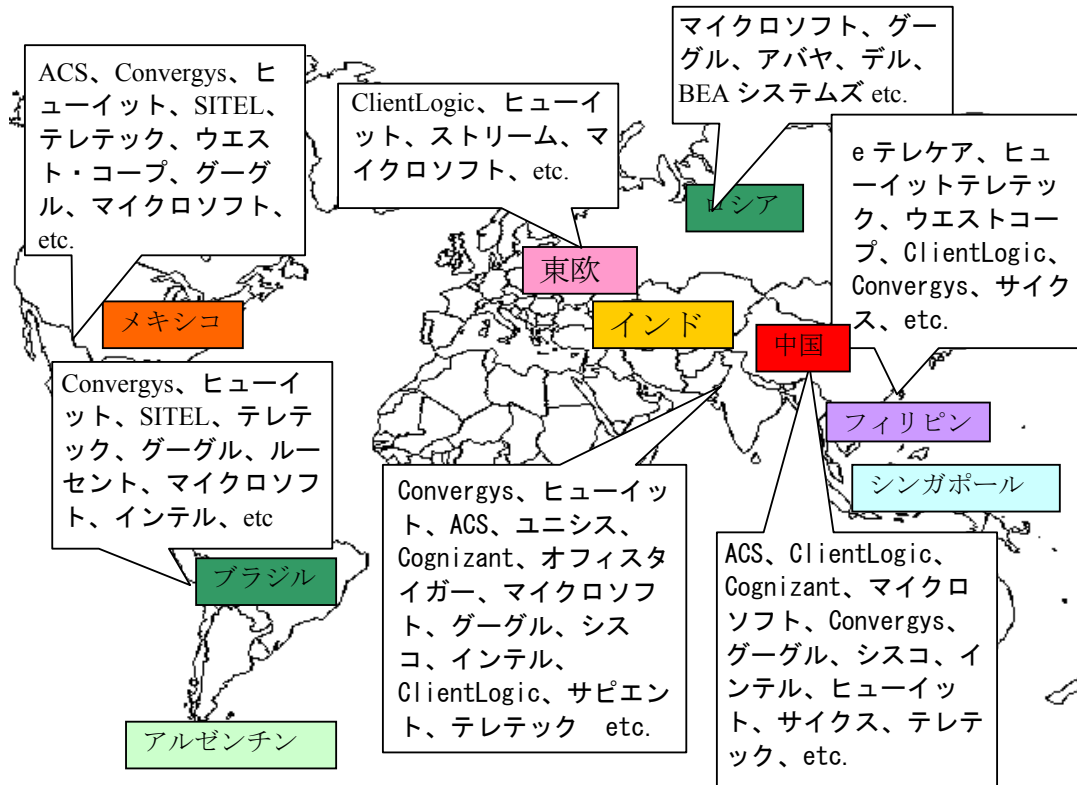 ACS、Convergys、ヒ
ューイット、SITEL、
テレテック、ウエス
ト・コープ、グーグ
ル、マイクロソフト、
etc.
ClientLogic、ヒューイ
ット、ストリーム、マ
イクロソフト、etc.
マイクロソフト、グー
グル、アバヤ、デル、
BEA システムズ etc.
e テレケア、ヒュ
ーイットテレテッ
ク、ウエストコー
プ、ClientLogic、
Convergys、サイク
ス、etc.
ロシア
東欧
メキシコ
インド
中国
Convergys、ヒューイ
ット、SITEL、テレテ
ック、グーグル、ルー
セント、マイクロソフ
ト、インテル、etc
フィリピン
シンガポール
Convergys、ヒューイッ
ト、ACS、ユニシス、
Cognizant、オフィスタ
イガー、マイクロソフ
ト、グーグル、シス
コ、インテル、
ClientLogic、サピエン
ト、テレテック etc.
ACS、ClientLogic、
Cognizant、マイクロ
ソフト、Convergys、
グーグル、シスコ、イ
ンテル、ヒューイッ
ト、サイクス、テレテ
ック、etc.
ブラジル
アルゼンチン